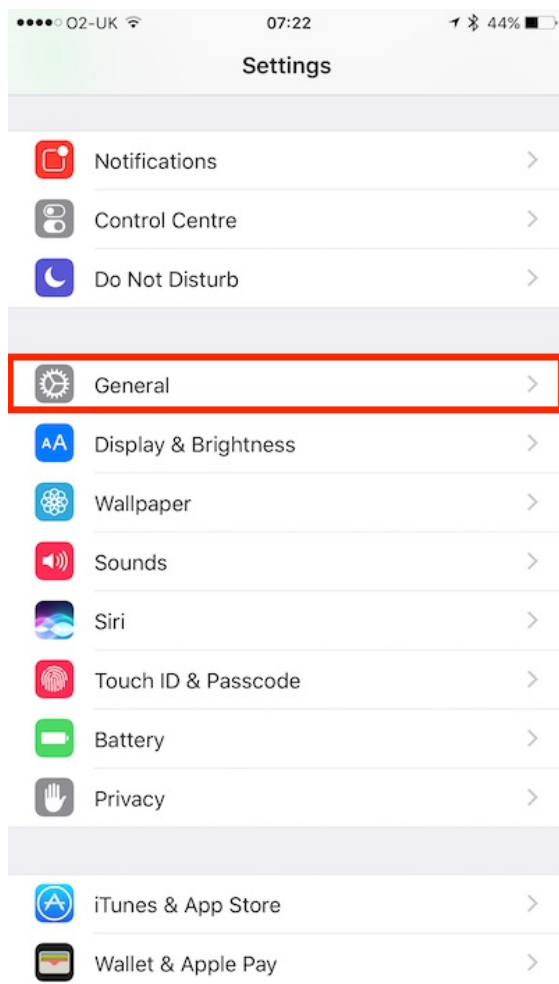 O2-UK 07:22 44%
Settings
Notifications
Control Centre
Do Not Disturb
General
AA Display & Brightness
Wallpaper
Sounds
Siri
Touch ID & Passcode
Battery
Privacy
iTunes & App Store
Wallet & Apple Pay